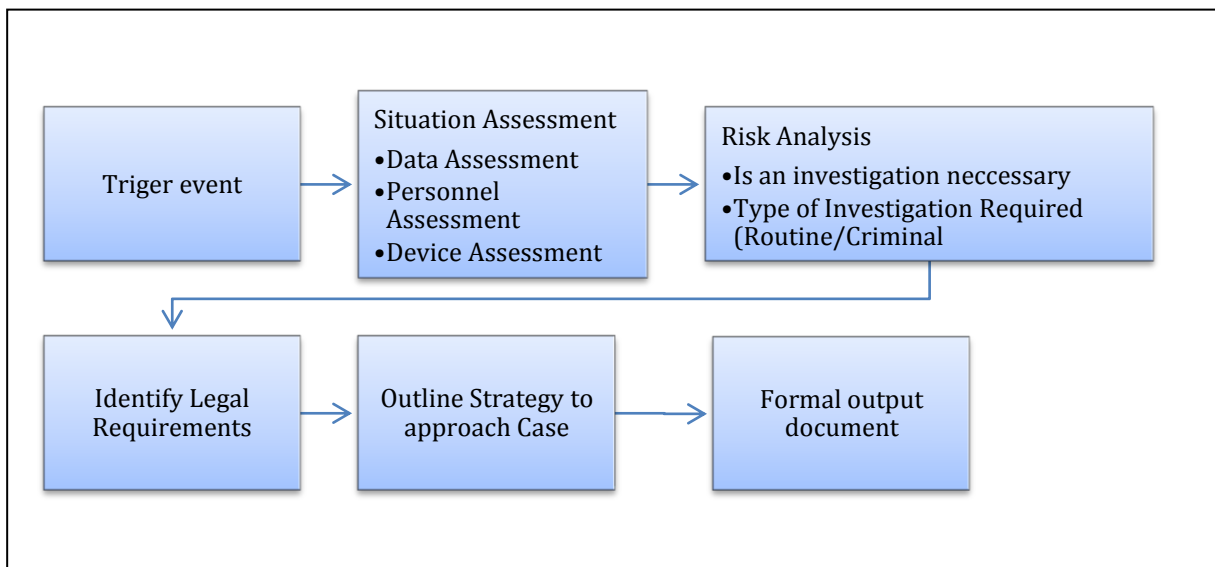 Triger event
Situation Assessment
•Data Assessment
•Personnel
Assessment
•Device Assessment
Risk Analysis
•Is an investigation neccessary
•Type of Investigation Required
(Routine/Criminal
Identify Legal
Requirements
Outline Strategy to
approach Case
Formal output
document